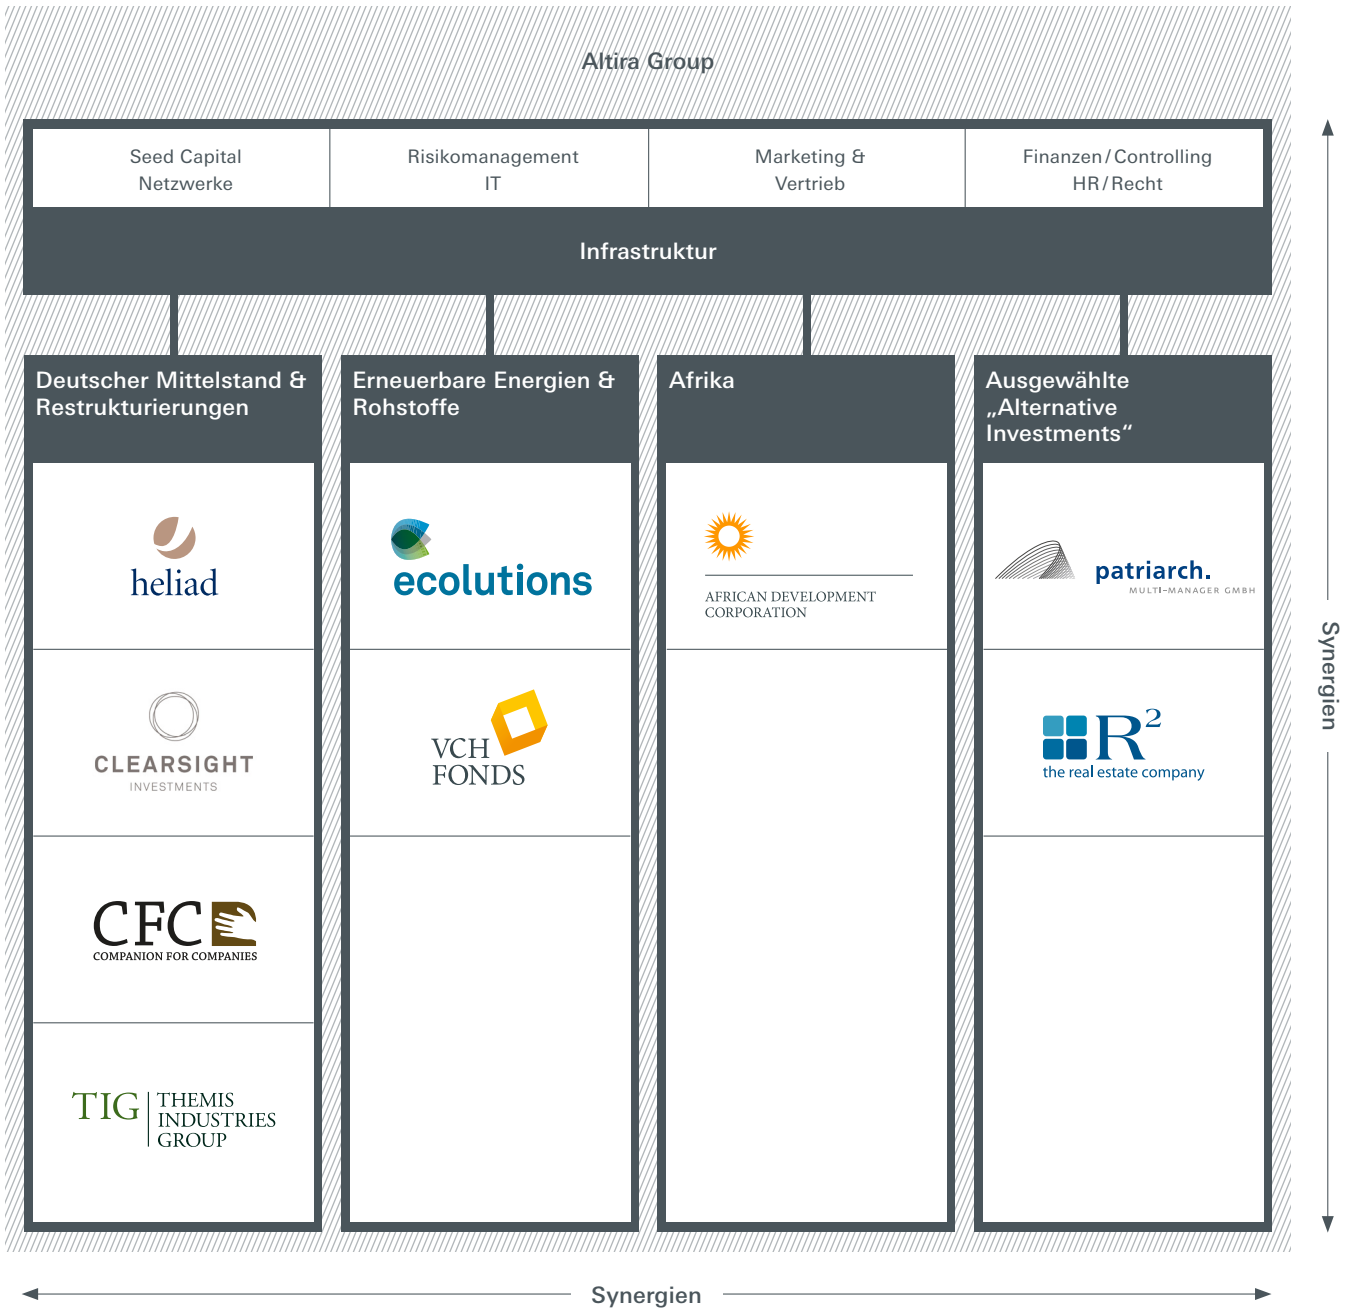 Altira Group
Seed Capital
Netzwerke
Risikomanagement
IT
Marketing &
Vertrieb
Finanzen / Controlling
HR / Recht
Infrastruktur
Deutscher Mittelstand &
Restrukturierungen
heliad
CLEARSIGHT
INVESTMENTS
CFC
COMPANION FOR COMPANIES
TIG
THEMIS
INDUSTRIES
GROUP
Erneuerbare Energien &
Rohstoffe
ecolutions
VCH
FONDS
Afrika
AFRICAN DEVELOPMENT
CORPORATION
Ausgewählte
„Alternative
Investments“
patriarch.
MULTI-MANAGER GMBH
R²
the real estate company
Synergien
Synergien